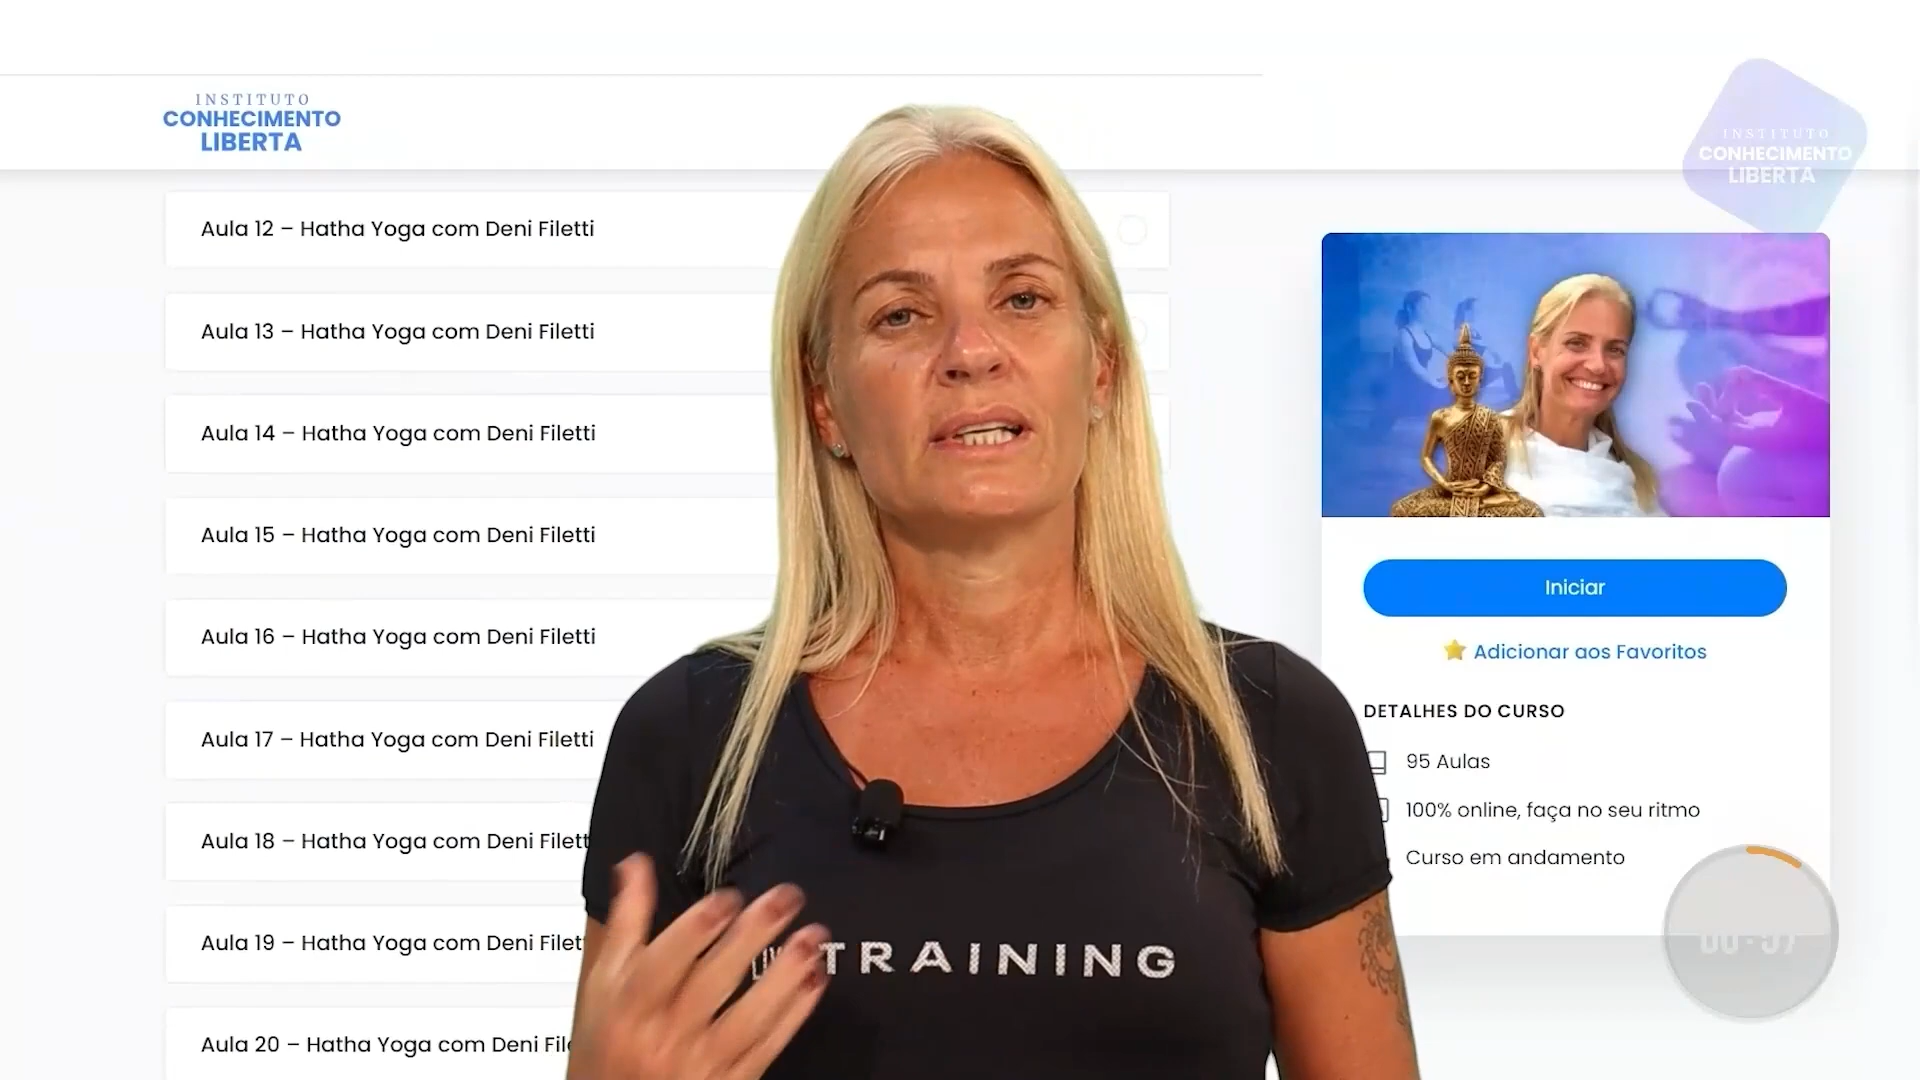 INSTITUTO
CONHECIMENTO
LIBERTA
INSTITUTO
CONHECIMENTO
LIBERTA
Aula 12 – Hatha Yoga com Deni Filetti
Aula 13 – Hatha Yoga com Deni Filetti
Aula 14 – Hatha Yoga com Deni Filetti
Aula 15 – Hatha Yoga com Deni Filetti
Aula 16 – Hatha Yoga com Deni Filetti
Aula 17 – Hatha Yoga com Deni Filetti
Aula 18 – Hatha Yoga com Deni Filett
Aula 19 – Hatha Yoga com Deni Filet
Aula 20 – Hatha Yoga com Deni Fil
Iniciar
Adicionar aos Favoritos
DETALHES DO CURSO
95 Aulas
100% online, faça no seu ritmo
Curso em andamento
TRAINING